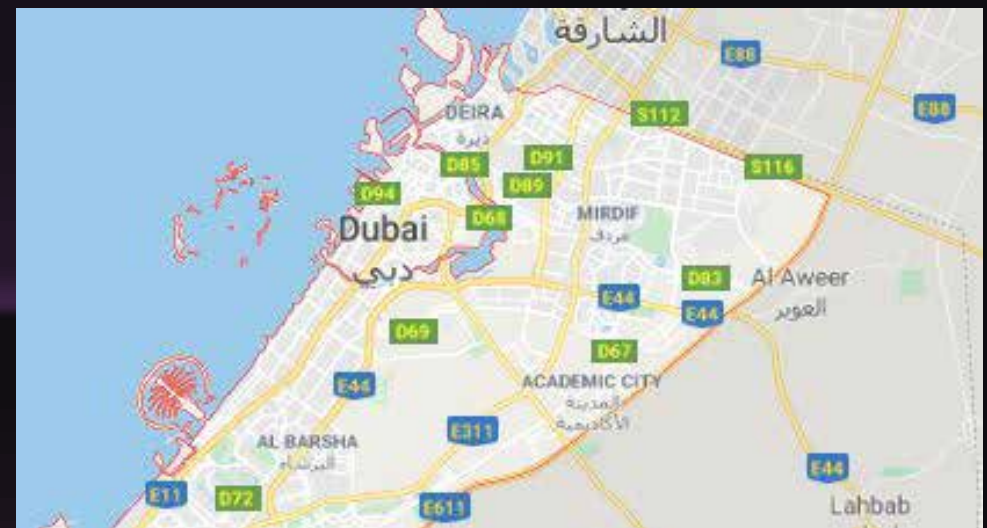 الشارقة
E88
E88
DEIRA
ديرة
S112
D85
D91
S116
D94
D89
D68
MIRDIF
مردف
Dubai
دبي
D83
Al Aweer
العوير
E44
E44
D69
D67
ACADEMIC CITY
المدينة
الأكاديمية
E44
E311
AL BARSHA
البرشاء
E44
E11
D72
E611
Lahbab